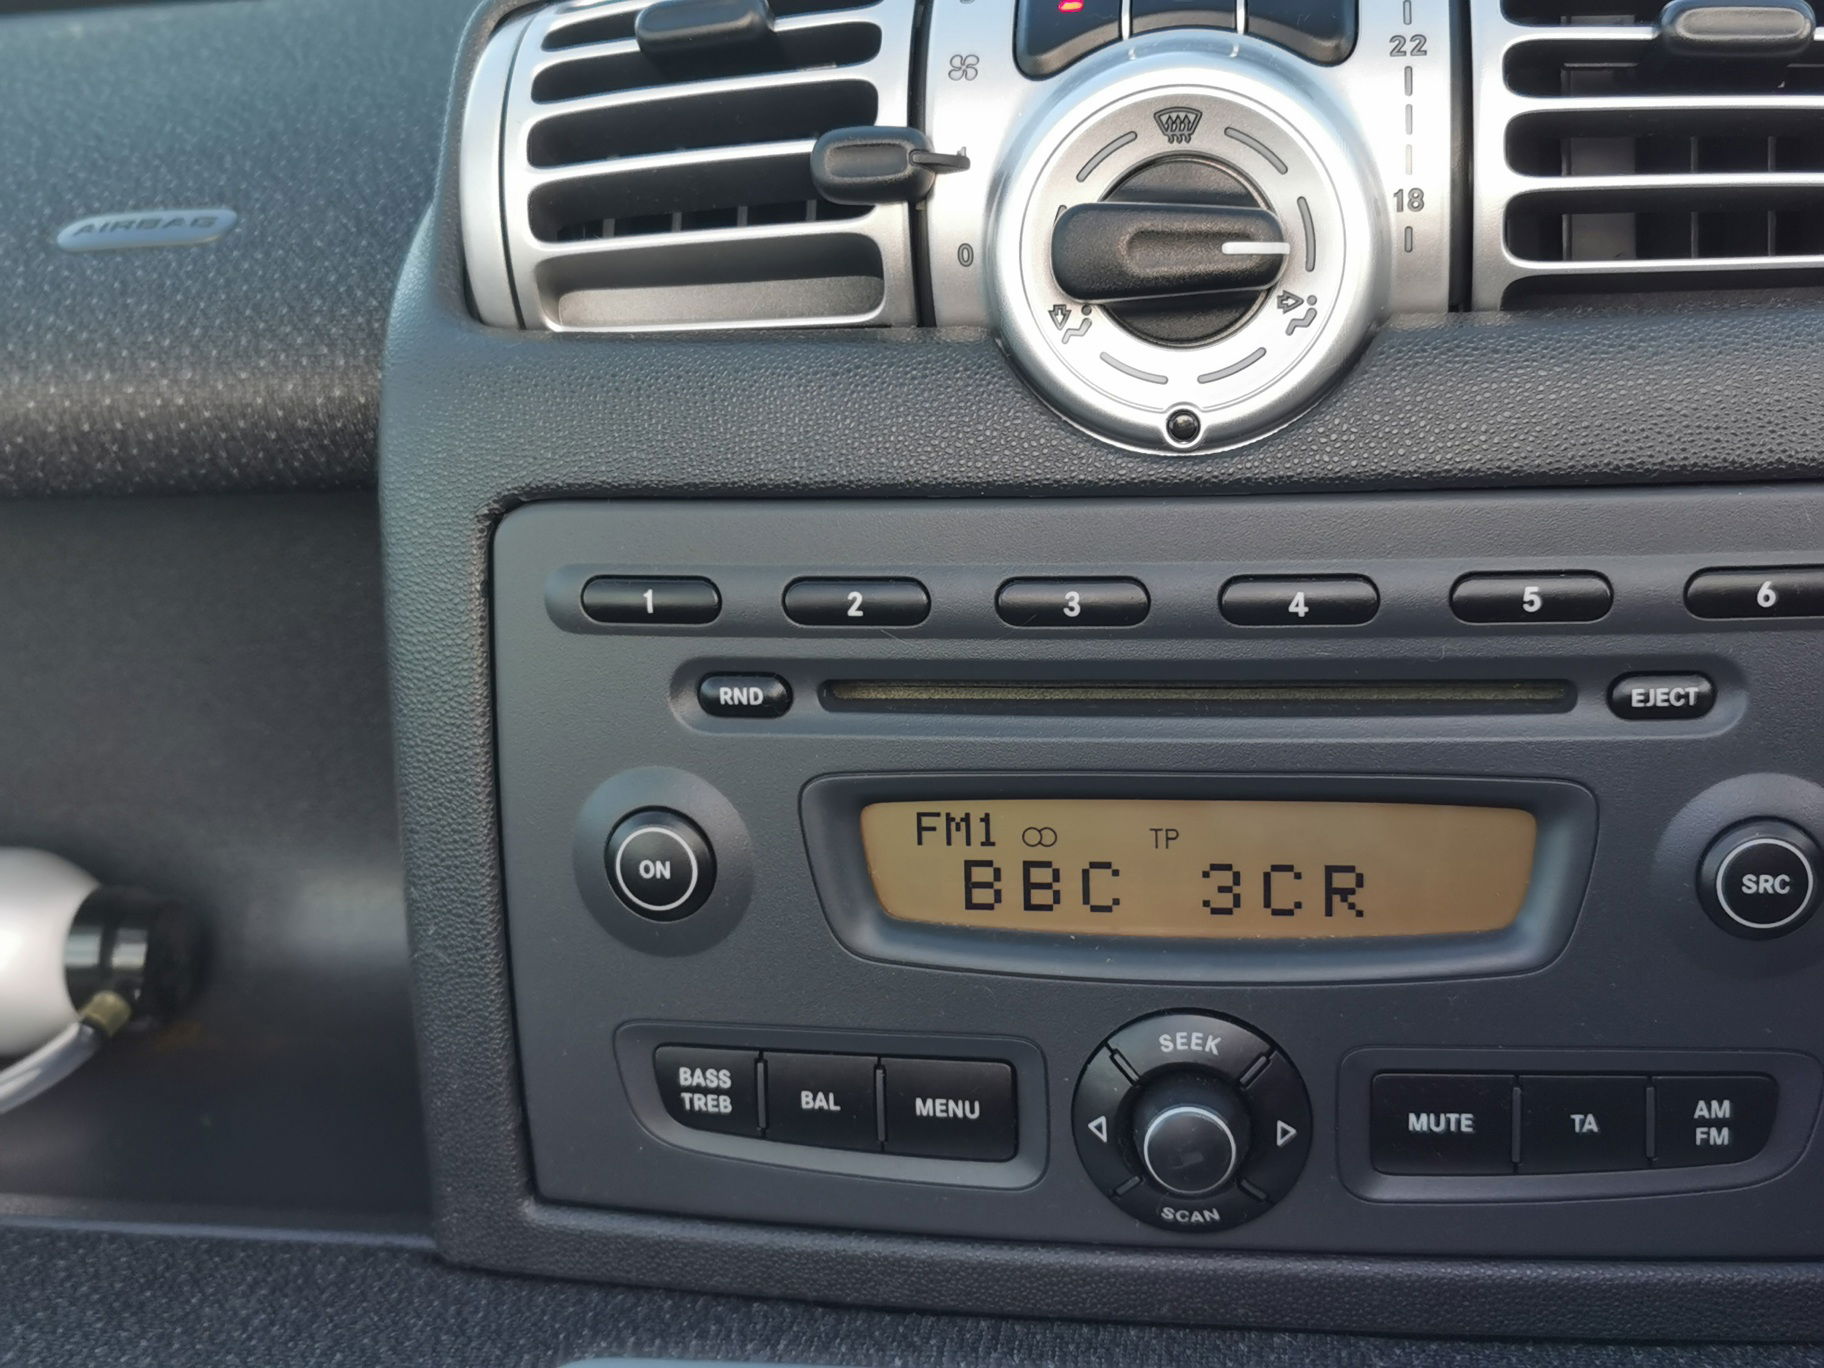 22
18
1
0
AIRBAG
1 2 3 4 5 6
RND EJECT
FM1 TP
BBC 3CR
ON SRC
BASS
TREB
BAL
MENU
SEEK
SCAN
MUTE
TA
AM
FM